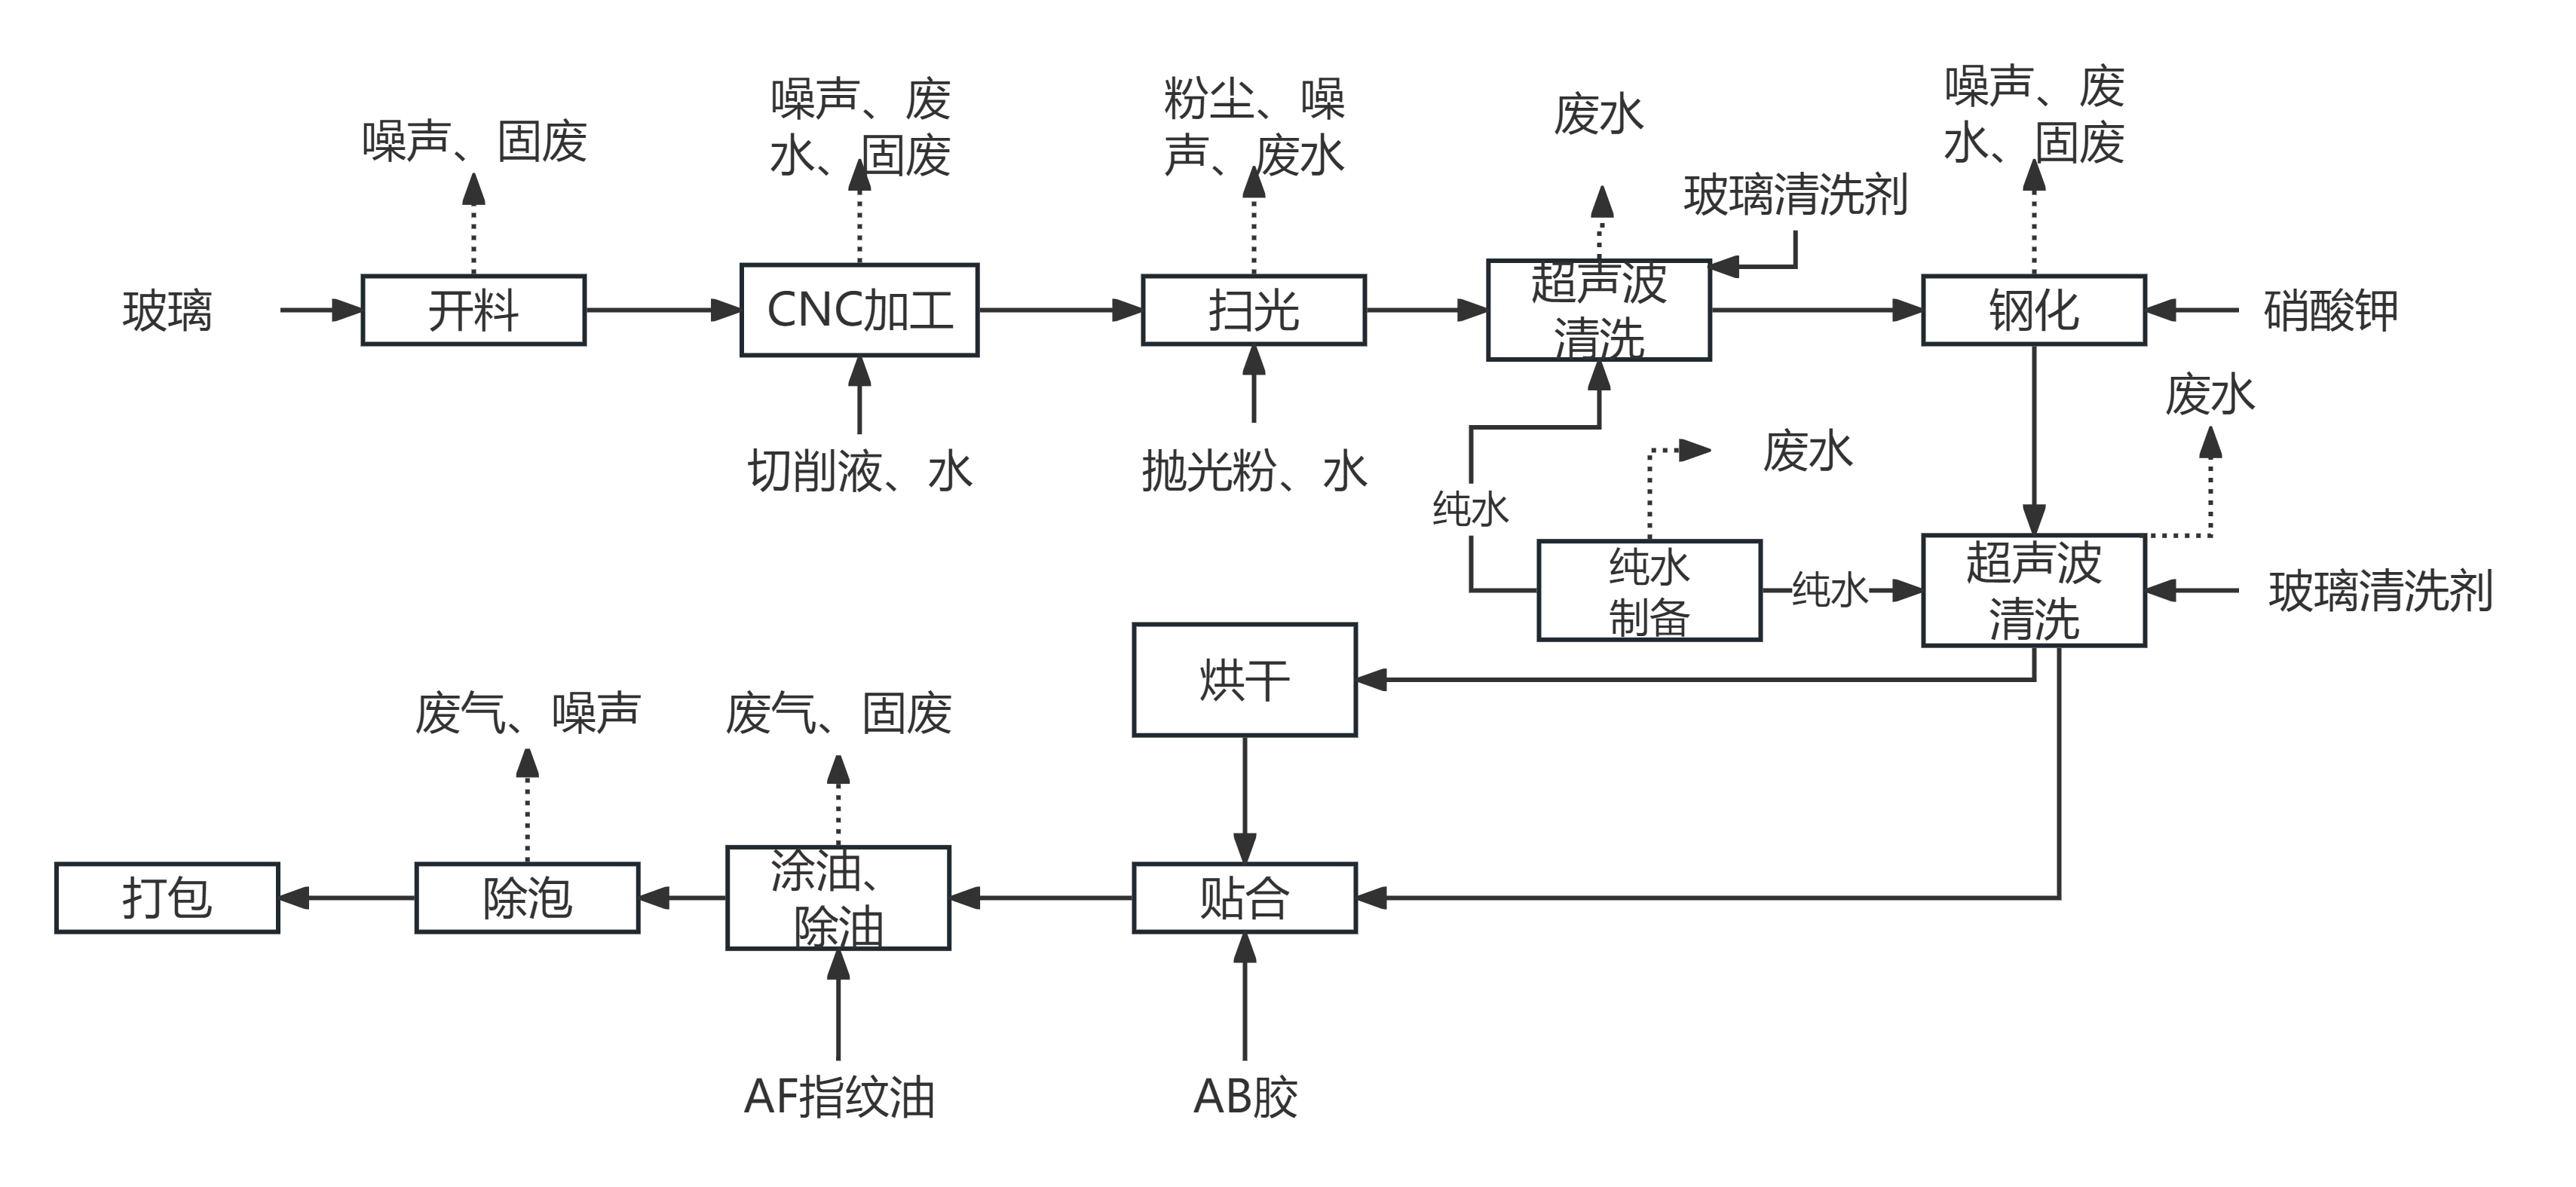 噪声、固废
噪声、废
水、固废
粉尘、噪
声、废水
废水
玻璃清洗剂
噪声、废
水、固废
玻璃
开料
CNC加工
扫光
超声波
清洗
钢化
硝酸钾
切削液、水
抛光粉、水
纯水
废水
废水
纯水
制备
纯水
超声波
清洗
玻璃清洗剂
烘干
废气、噪声
废气、固废
打包
除泡
涂油、
除油
贴合
AF指纹油
AB胶